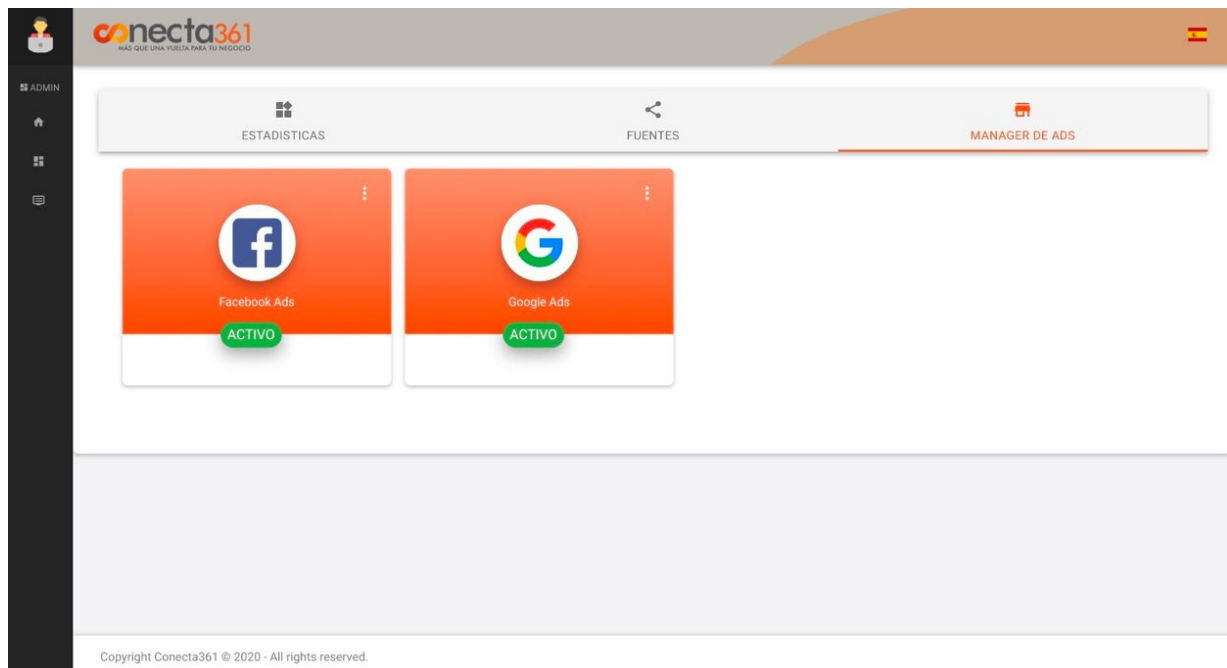 conecta361
MÁS QUE UNA VUELTA PARA TU NEGOCIO
ADMIN
ESTADISTICAS
FUENTES
MANAGER DE ADS
Facebook Ads
ACTIVO
Google Ads
ACTIVO
Copyright Conecta361 © 2020 - All rights reserved.